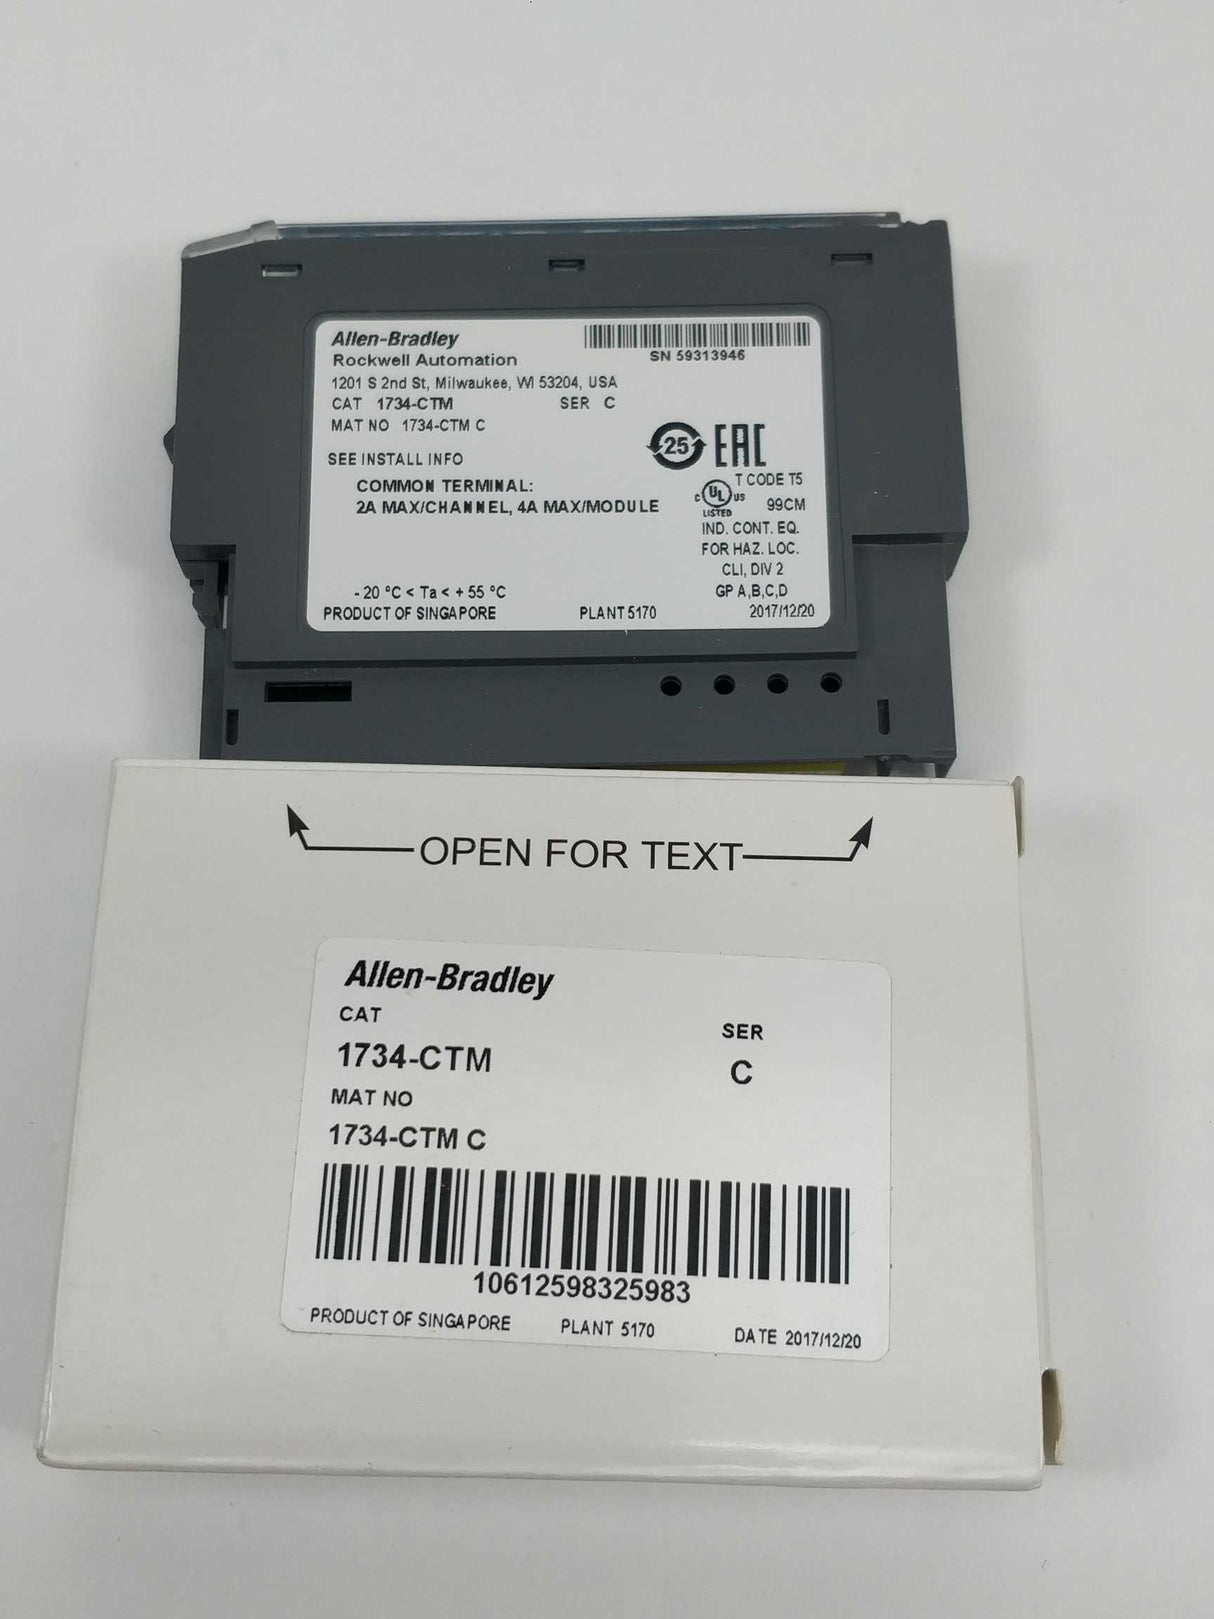 Allen-Bradley
Rockwell Automation
SN 59313946
1201 S 2nd St, Milwaukee, WI 53204, USA
CAT 1734-CTM SER C
MAT NO 1734-CTM C
25 EAC
SEE INSTALL INFO
COMMON TERMINAL:
2A MAX/CHANNEL, 4A MAX/MODULE
T CODE T5
C UL US
LISTED 99CM
IND. CONT. EQ.
FOR HAZ. LOC.
CLI, DIV 2
GP A,B,C,D
- 20 °C < Ta < + 55 °C
PRODUCT OF SINGAPORE PLANT 5170 2017/12/20
OPEN FOR TEXT
Allen-Bradley
CAT SER
1734-CTM C
MAT NO
1734-CTM C
10612598325983
PRODUCT OF SINGAPORE PLANT 5170 DATE 2017/12/20